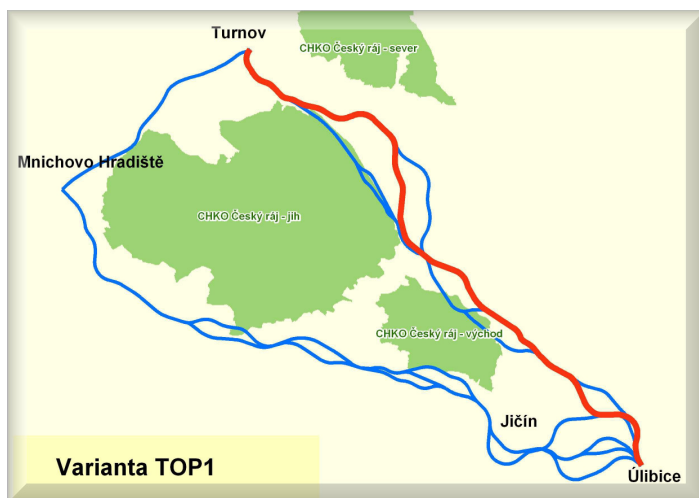 Turnov
CHKO Český ráj - sever
Mnichovo Hradiště
CHKO Český ráj - jih
CHKO Český ráj - východ
Jičín
Varianta TOP1
Úlibice